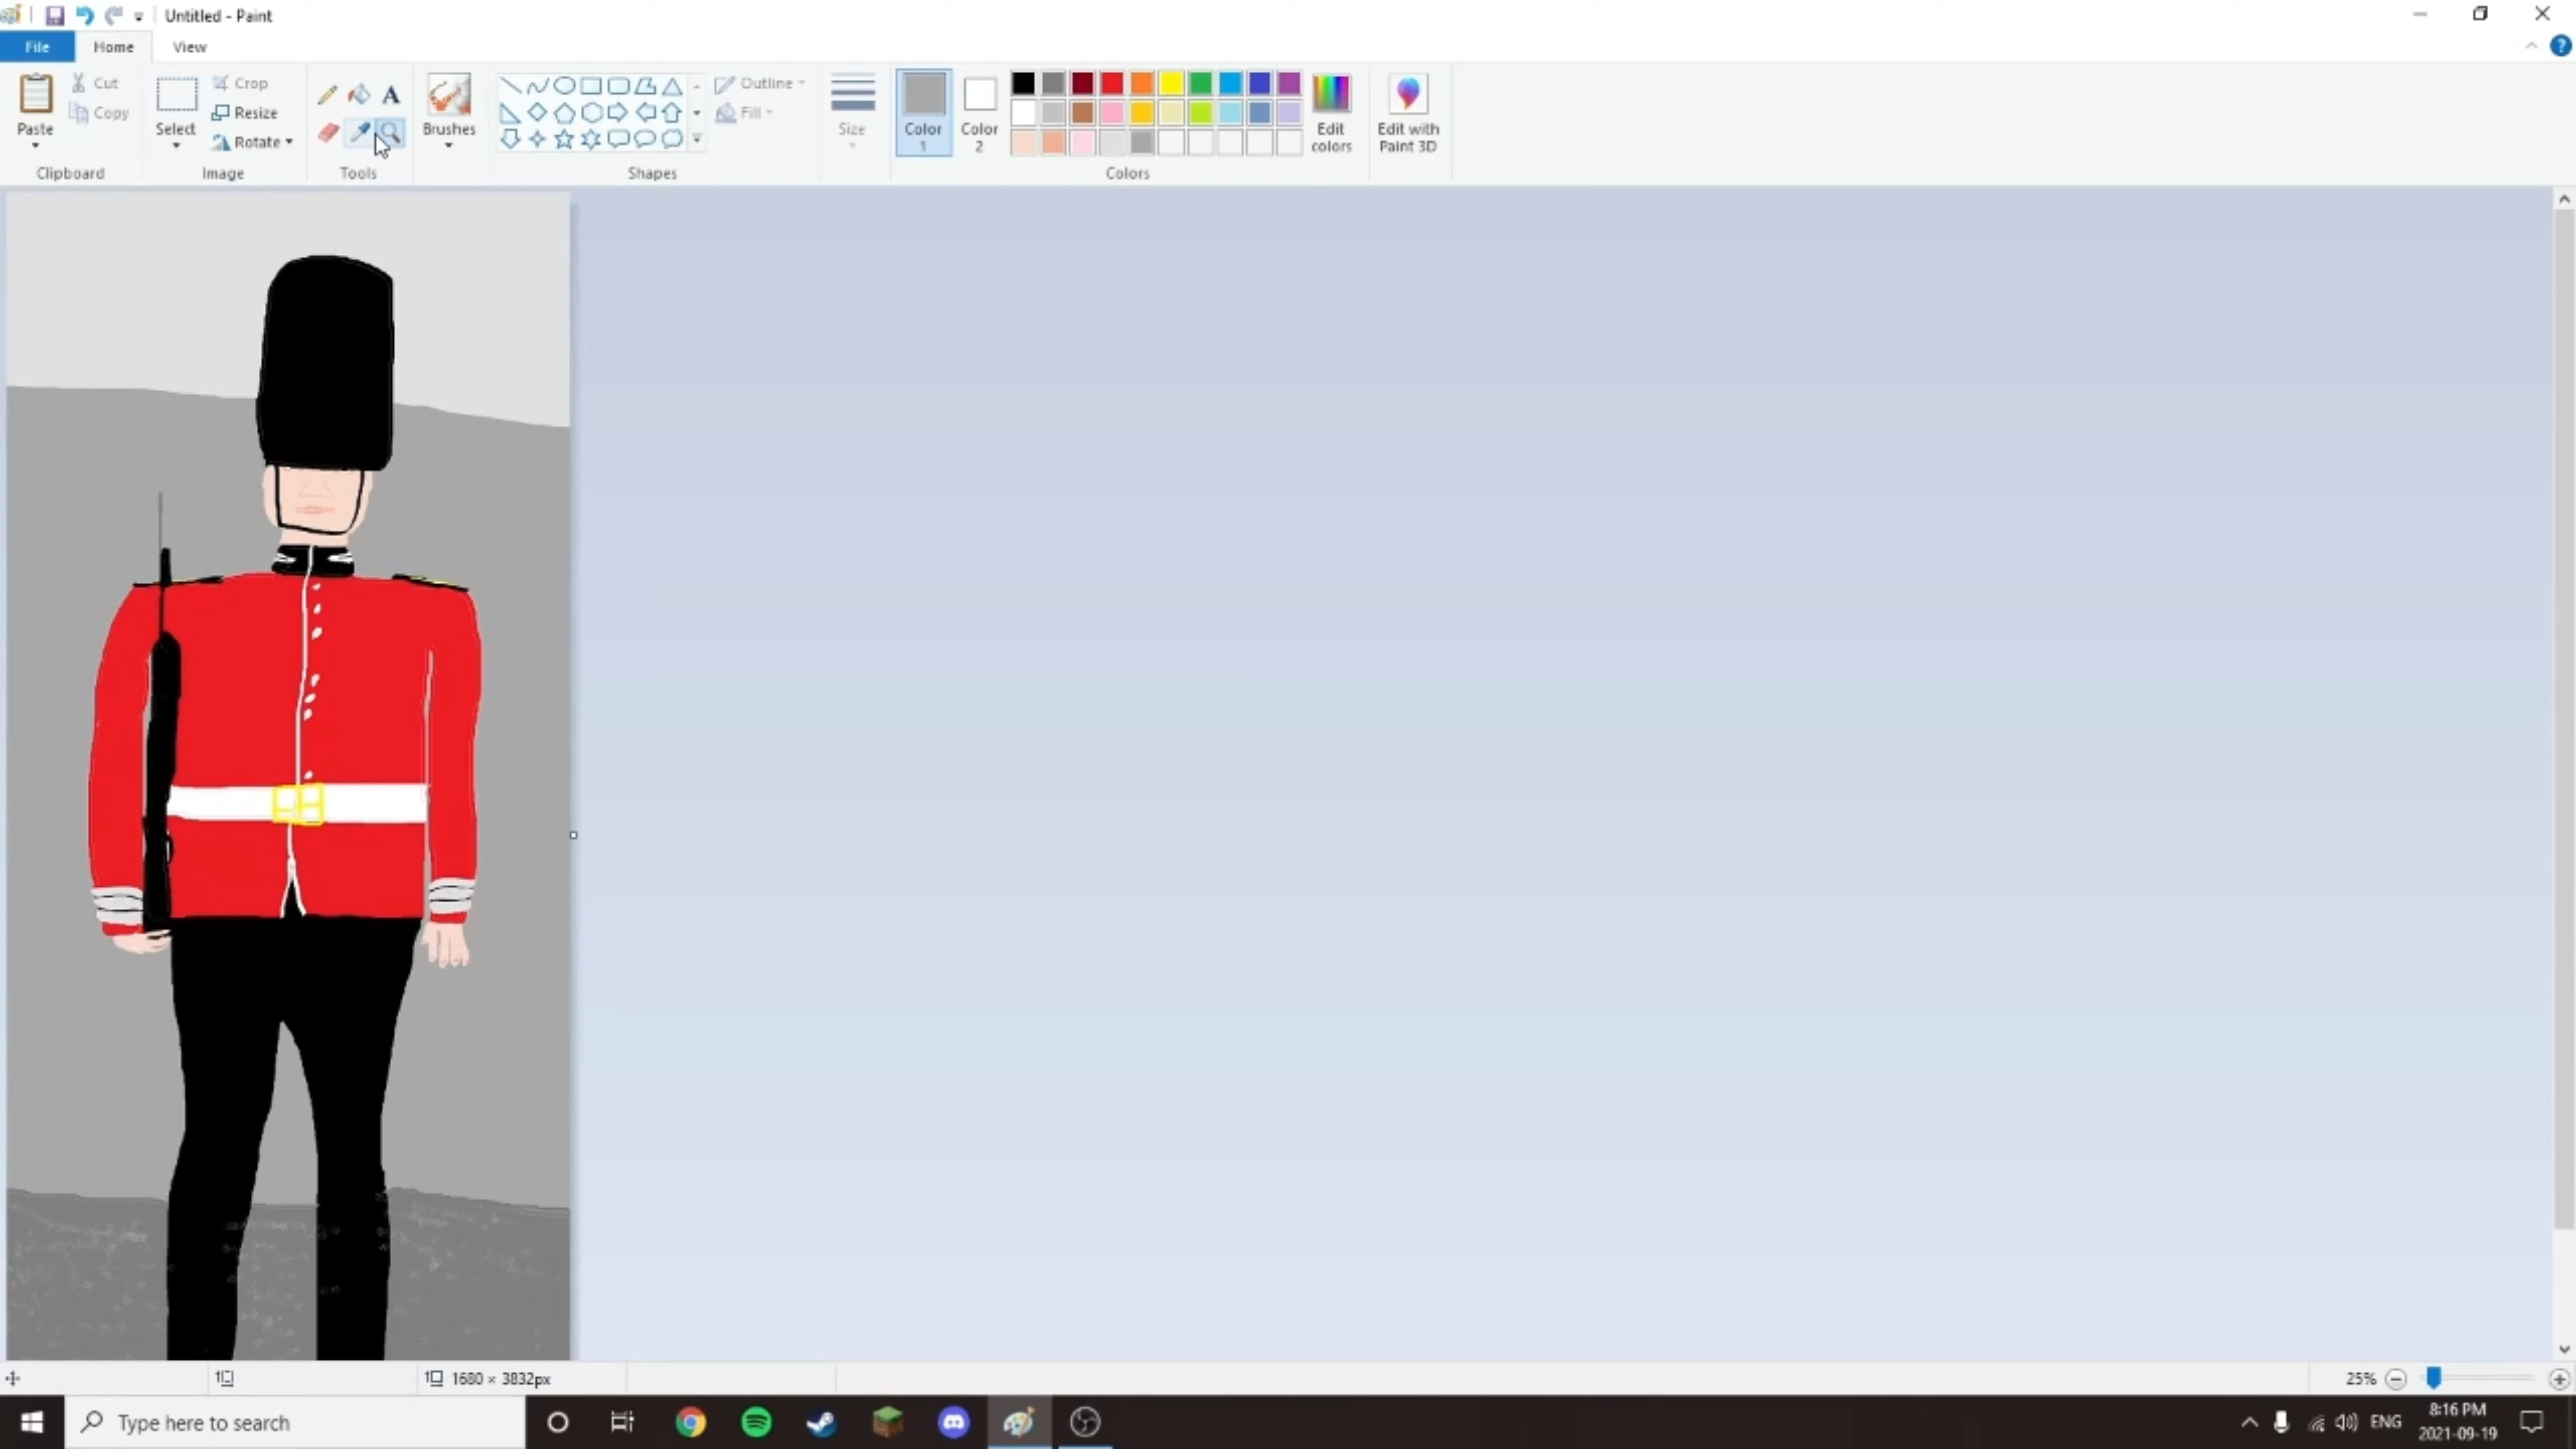 Untitled - Paint
File Home View
Paste Cut Copy Select Crop Resize Rotate A Brushes Outline Fill Size Color 1 Color 2 Edit colors Edit with Paint 3D
Clipboard Image Tools Shapes Colors
1680 × 3832px 25%
Type here to search ENG 8:16 PM
2021-09-19